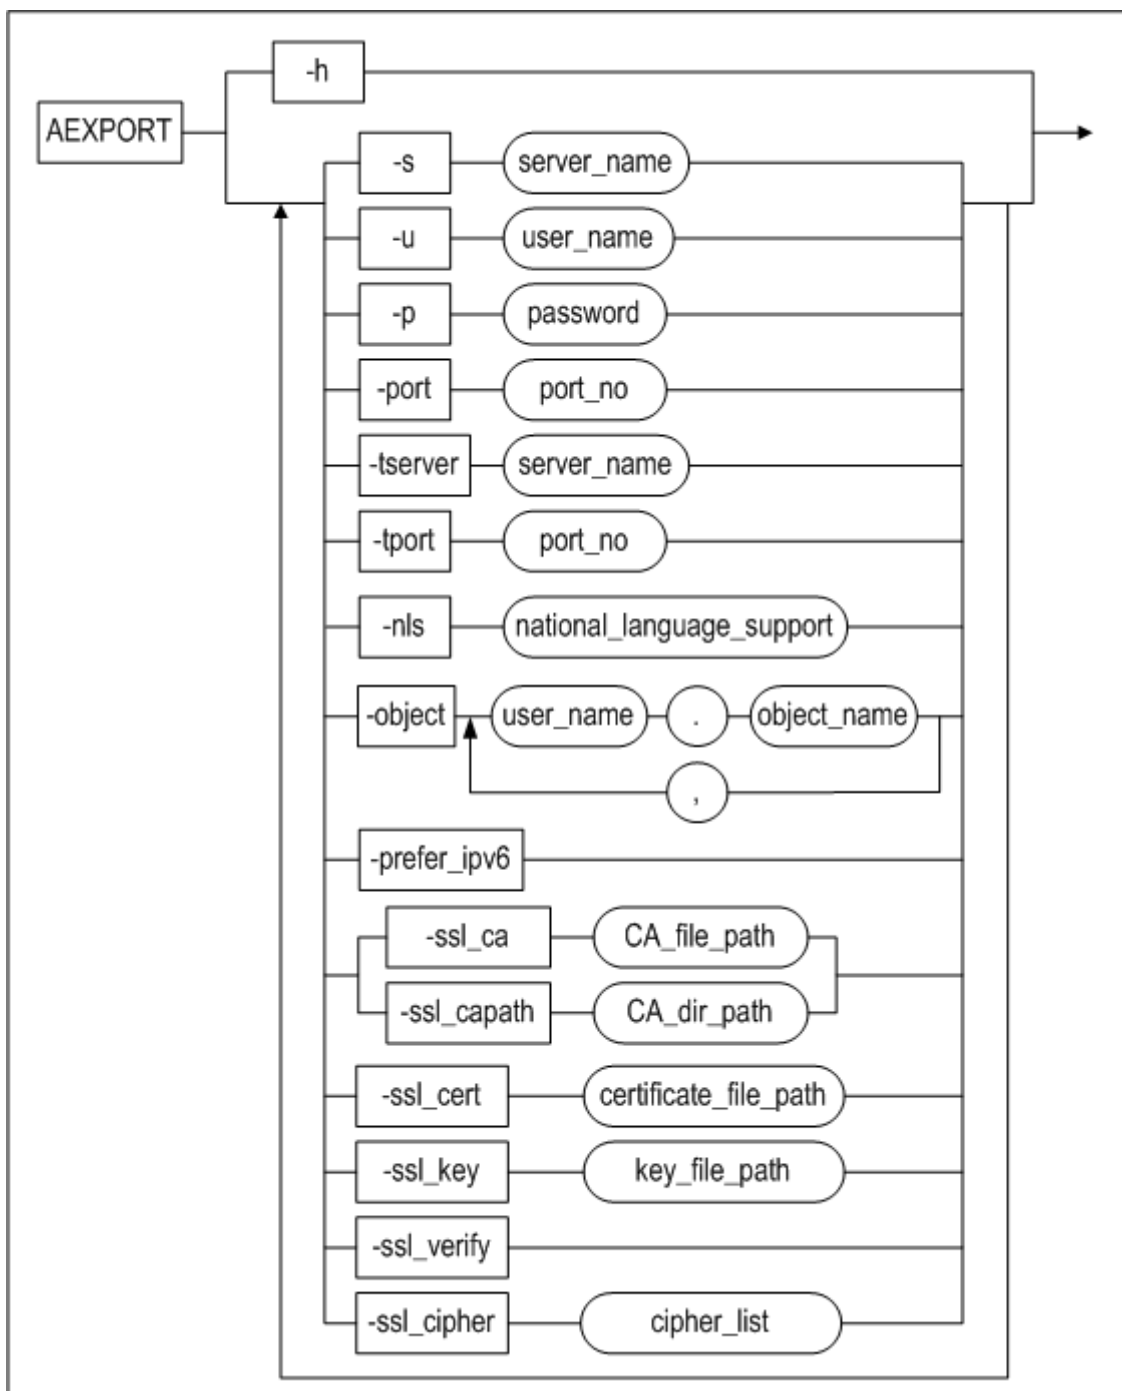 -h
AEXPORT
-s server_name
-u user_name
-p password
-port port_no
-tserver server_name
-tport port_no
-nls national_language_support
-object user_name . object_name
,
-prefer_ipv6
-ssl_ca CA_file_path
-ssl_capath CA_dir_path
-ssl_cert certificate_file_path
-ssl_key key_file_path
-ssl_verify
-ssl_cipher cipher_list